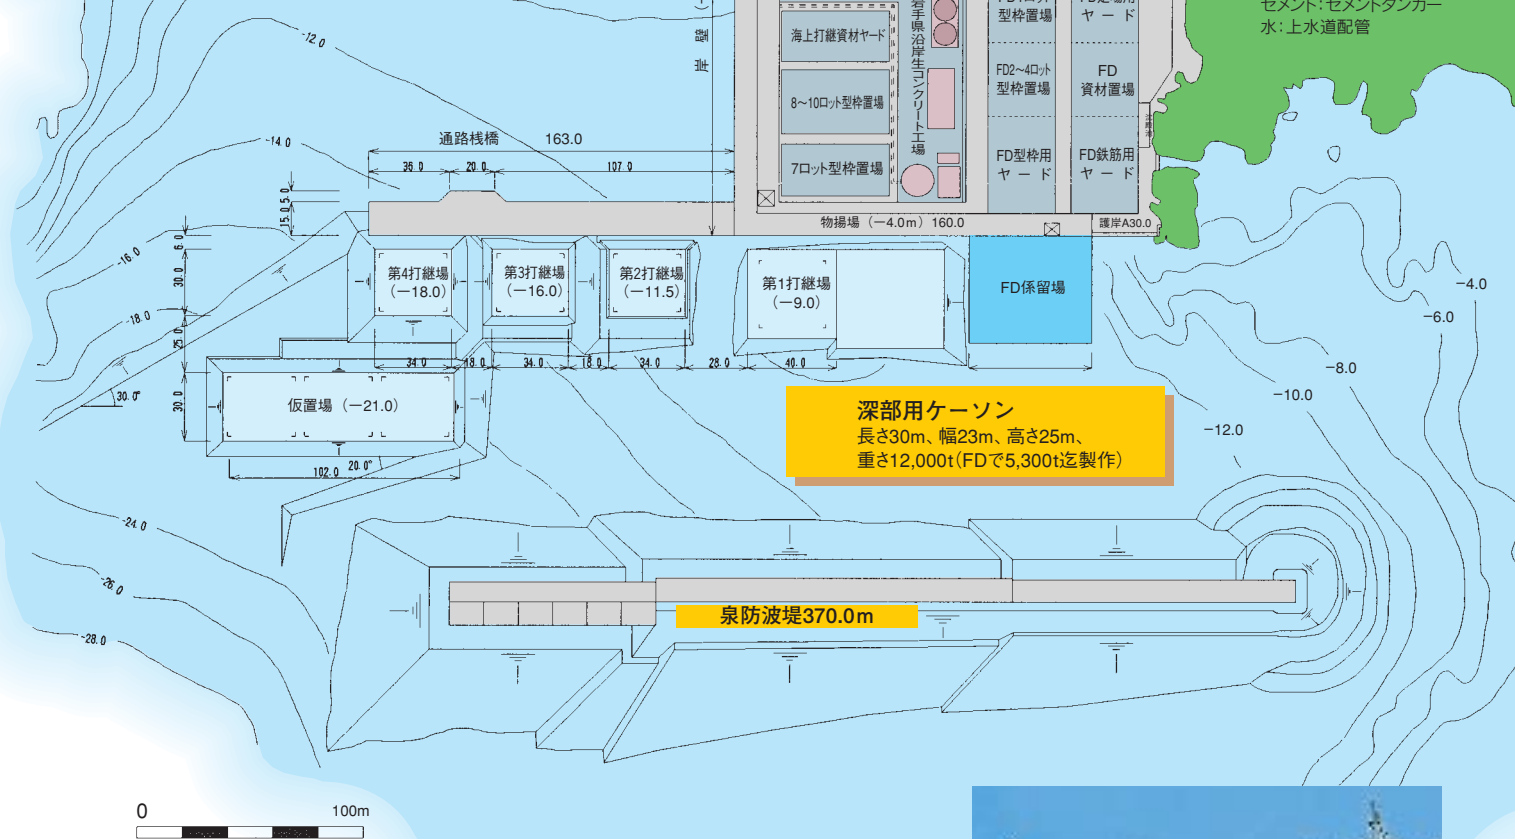 セメント：セメントタンカー
水：上水道配管
型枠置場
ヤード
岸壁（
海上打継資材ヤード
岩手県沿岸生コンクリート工場
FD2〜4ロット
型枠置場
FD
資材置場
8〜10ロット型枠置場
7ロット型枠置場
FD型枠用
ヤード
FD鉄筋用
ヤード
-12.0
-14.0
通路桟橋 163.0
36.0 20.0 107.0
15.0 5.0
物揚場（−4.0m）160.0
護岸A30.0
-16.0
6.0
30.0
第4打継場
（−18.0）
第3打継場
（−16.0）
第2打継場
（−11.5）
第1打継場
（−9.0）
FD係留場
−4.0
−6.0
−8.0
−10.0
−12.0
-18.0
25.0
34.0 18.0 34.0 18.0 34.0 28.0 40.0
30.0°
30.0
仮置場（−21.0）
102.0 20.0°
深部用ケーソン
長さ30m、幅23m、高さ25m、
重さ12,000t（FDで5,300t迄製作）
-24.0
-26.0
-28.0
泉防波堤370.0m
0 100m